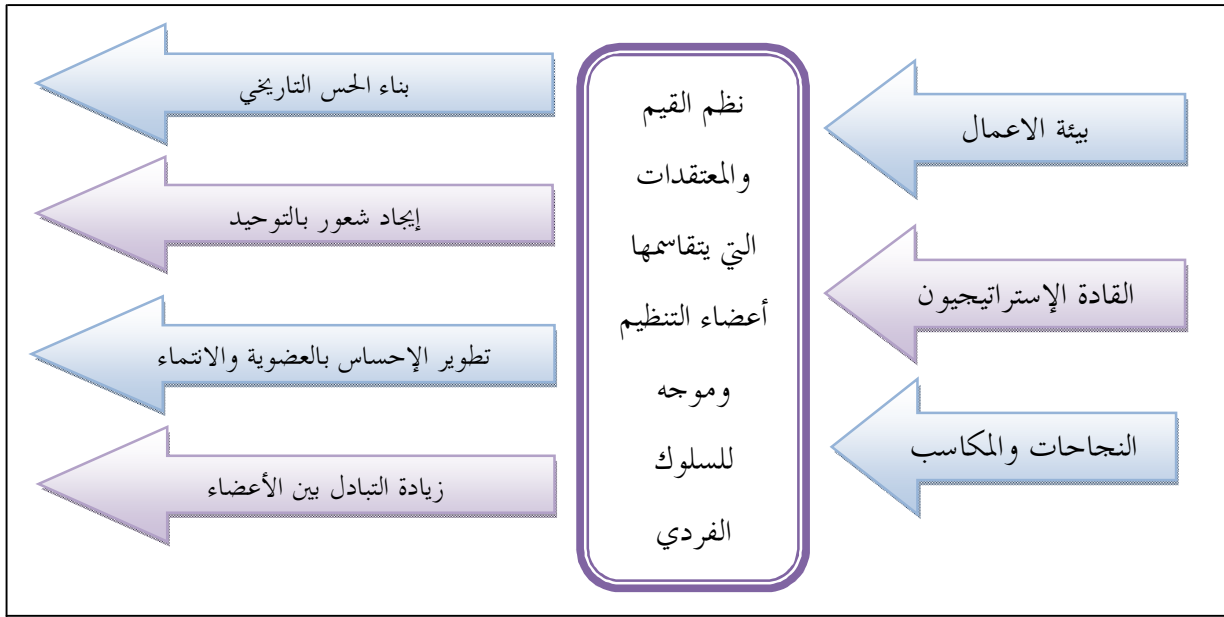 بيئة الاعمال
القادة الإستراتيجيون
النجاحات والمكاسب
نظم القيم
والمعتقدات
التي يتقاسمها
أعضاء التنظيم
وموجه
للسلوك
الفردي
بناء الحس التاريخي
إيجاد شعور بالتوحيد
تطوير الإحساس بالعضوية والانتماء
زيادة التبادل بين الأعضاء